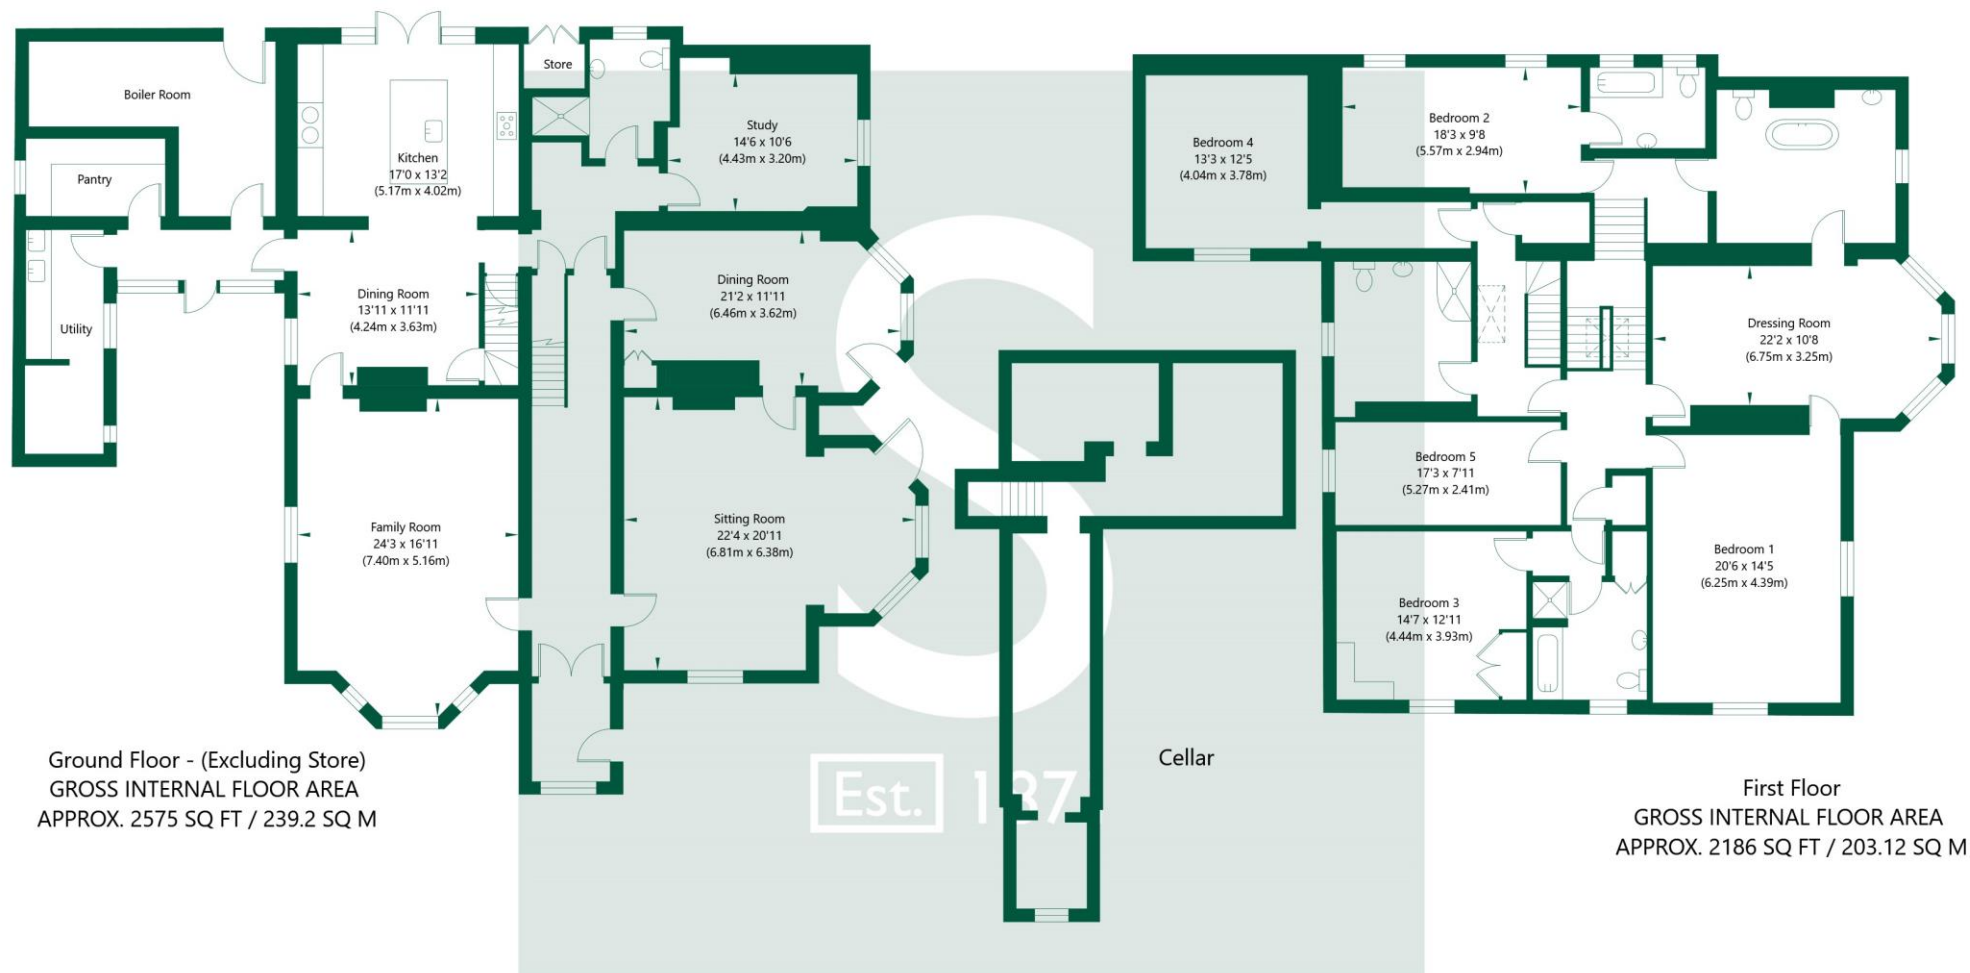 Boiler Room
Pantry
Utility
Kitchen
17'0 x 13'2
(5.17m x 4.02m)
Store
Study
14'6 x 10'6
(4.43m x 3.20m)
Dining Room
13'11 x 11'11
(4.24m x 3.63m)
Dining Room
21'2 x 11'11
(6.46m x 3.62m)
Family Room
24'3 x 16'11
(7.40m x 5.16m)
Sitting Room
22'4 x 20'11
(6.81m x 6.38m)
Ground Floor - (Excluding Store)
GROSS INTERNAL FLOOR AREA
APPROX. 2575 SQ FT / 239.2 SQ M
S
Est. 187
Cellar
Bedroom 4
13'3 x 12'5
(4.04m x 3.78m)
Bedroom 2
18'3 x 9'8
(5.57m x 2.94m)
Dressing Room
22'2 x 10'8
(6.75m x 3.25m)
Bedroom 5
17'3 x 7'11
(5.27m x 2.41m)
Bedroom 3
14'7 x 12'11
(4.44m x 3.93m)
Bedroom 1
20'6 x 14'5
(6.25m x 4.39m)
First Floor
GROSS INTERNAL FLOOR AREA
APPROX. 2186 SQ FT / 203.12 SQ M